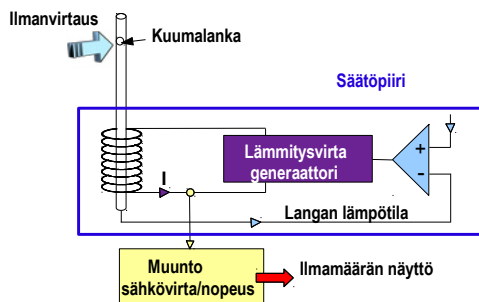 Ilmanvirtaus
Kuumalanka
Säätöpiiri
Lämmitysvirta
generaattori
+
-
I
Langan lämpötila
Muunto
sähkövirta/nopeus
Ilmamäärän näyttö